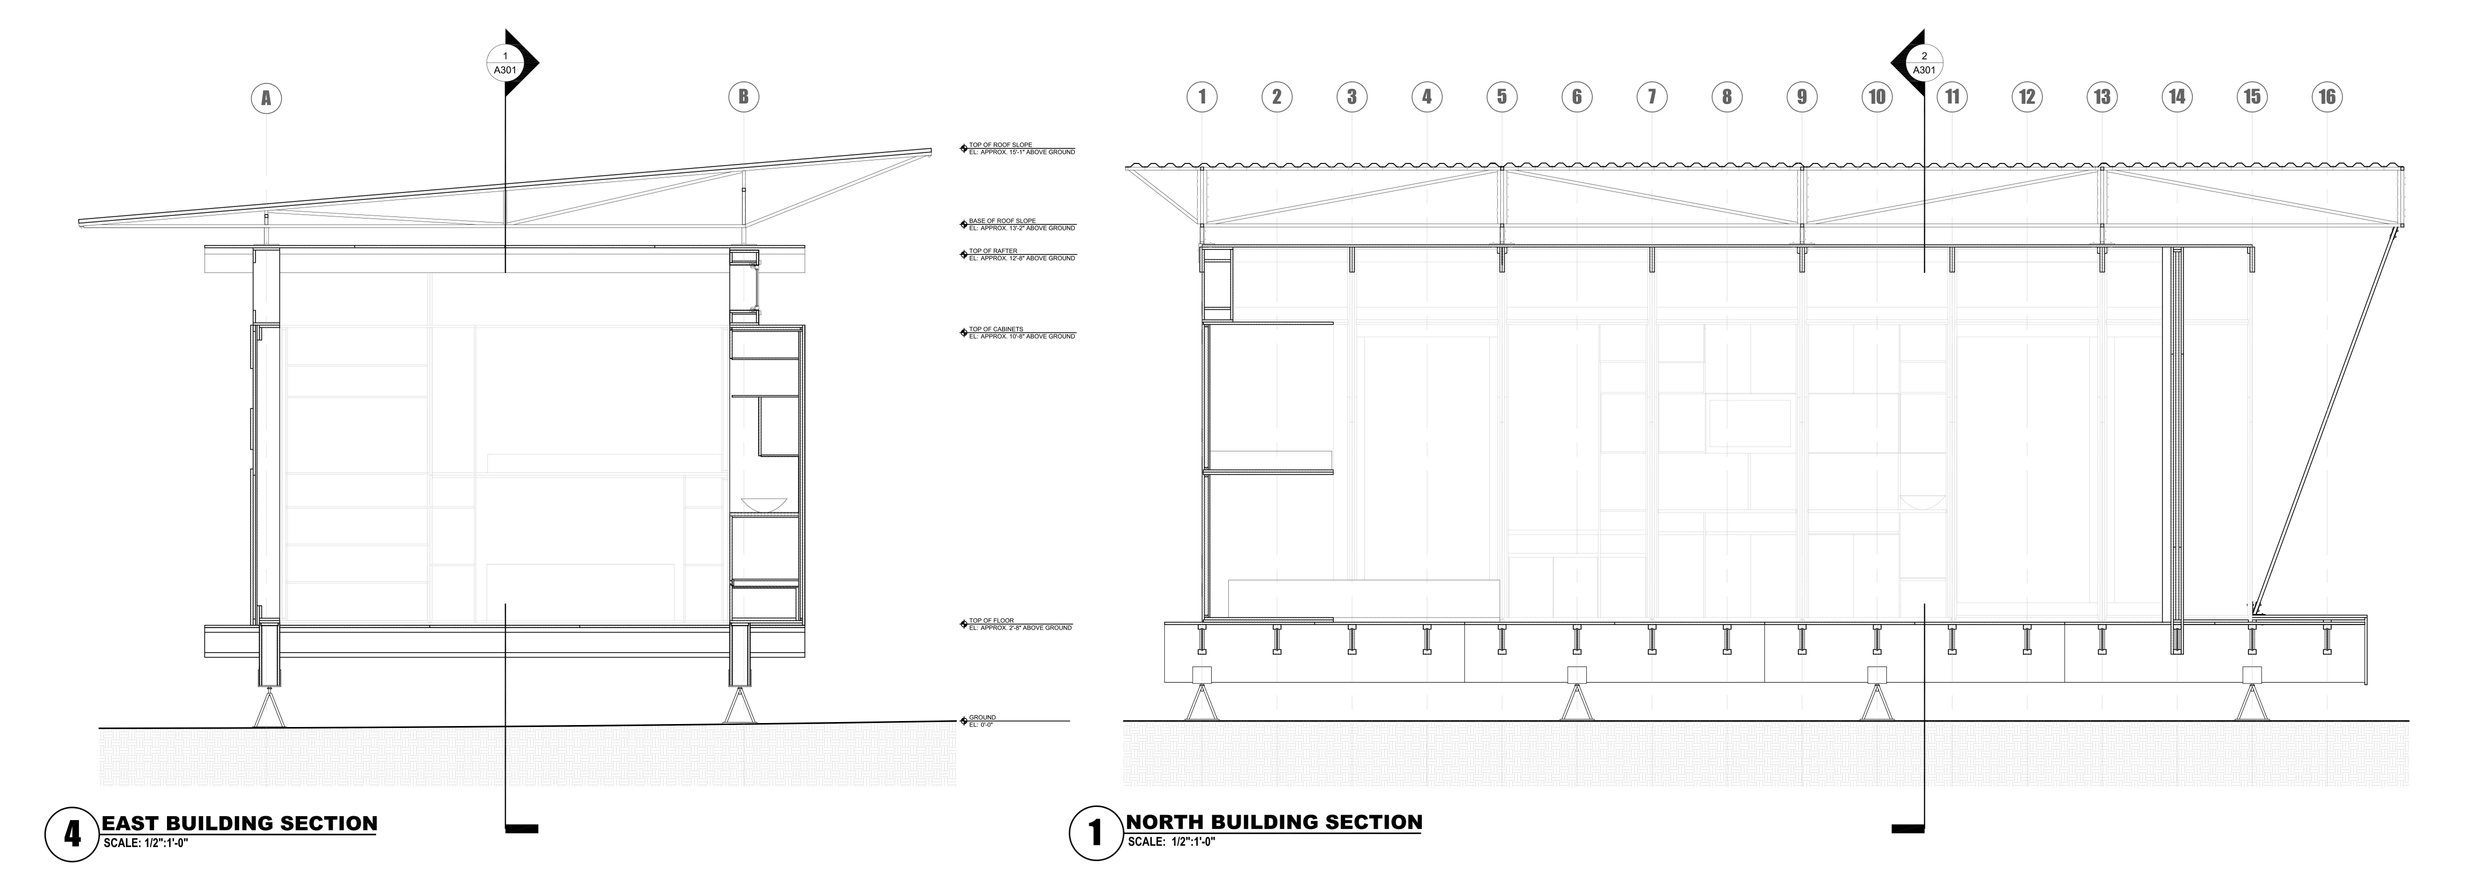 1
A301
A
B
TOP OF ROOF SLOPE
EL: APPROX. 15'-1" ABOVE GROUND
BASE OF ROOF SLOPE
EL: APPROX. 13'-2" ABOVE GROUND
TOP OF RAFTER
EL: APPROX. 12'-8" ABOVE GROUND
TOP OF CABINETS
EL: APPROX. 10'-8" ABOVE GROUND
TOP OF FLOOR
EL: APPROX. 2'-8" ABOVE GROUND
GROUND
EL: 0'-0"
4
EAST BUILDING SECTION
SCALE: 1/2":1'-0"
2
A301
1 2 3 4 5 6 7 8 9 10 11 12 13 14 15 16
1
NORTH BUILDING SECTION
SCALE: 1/2":1'-0"